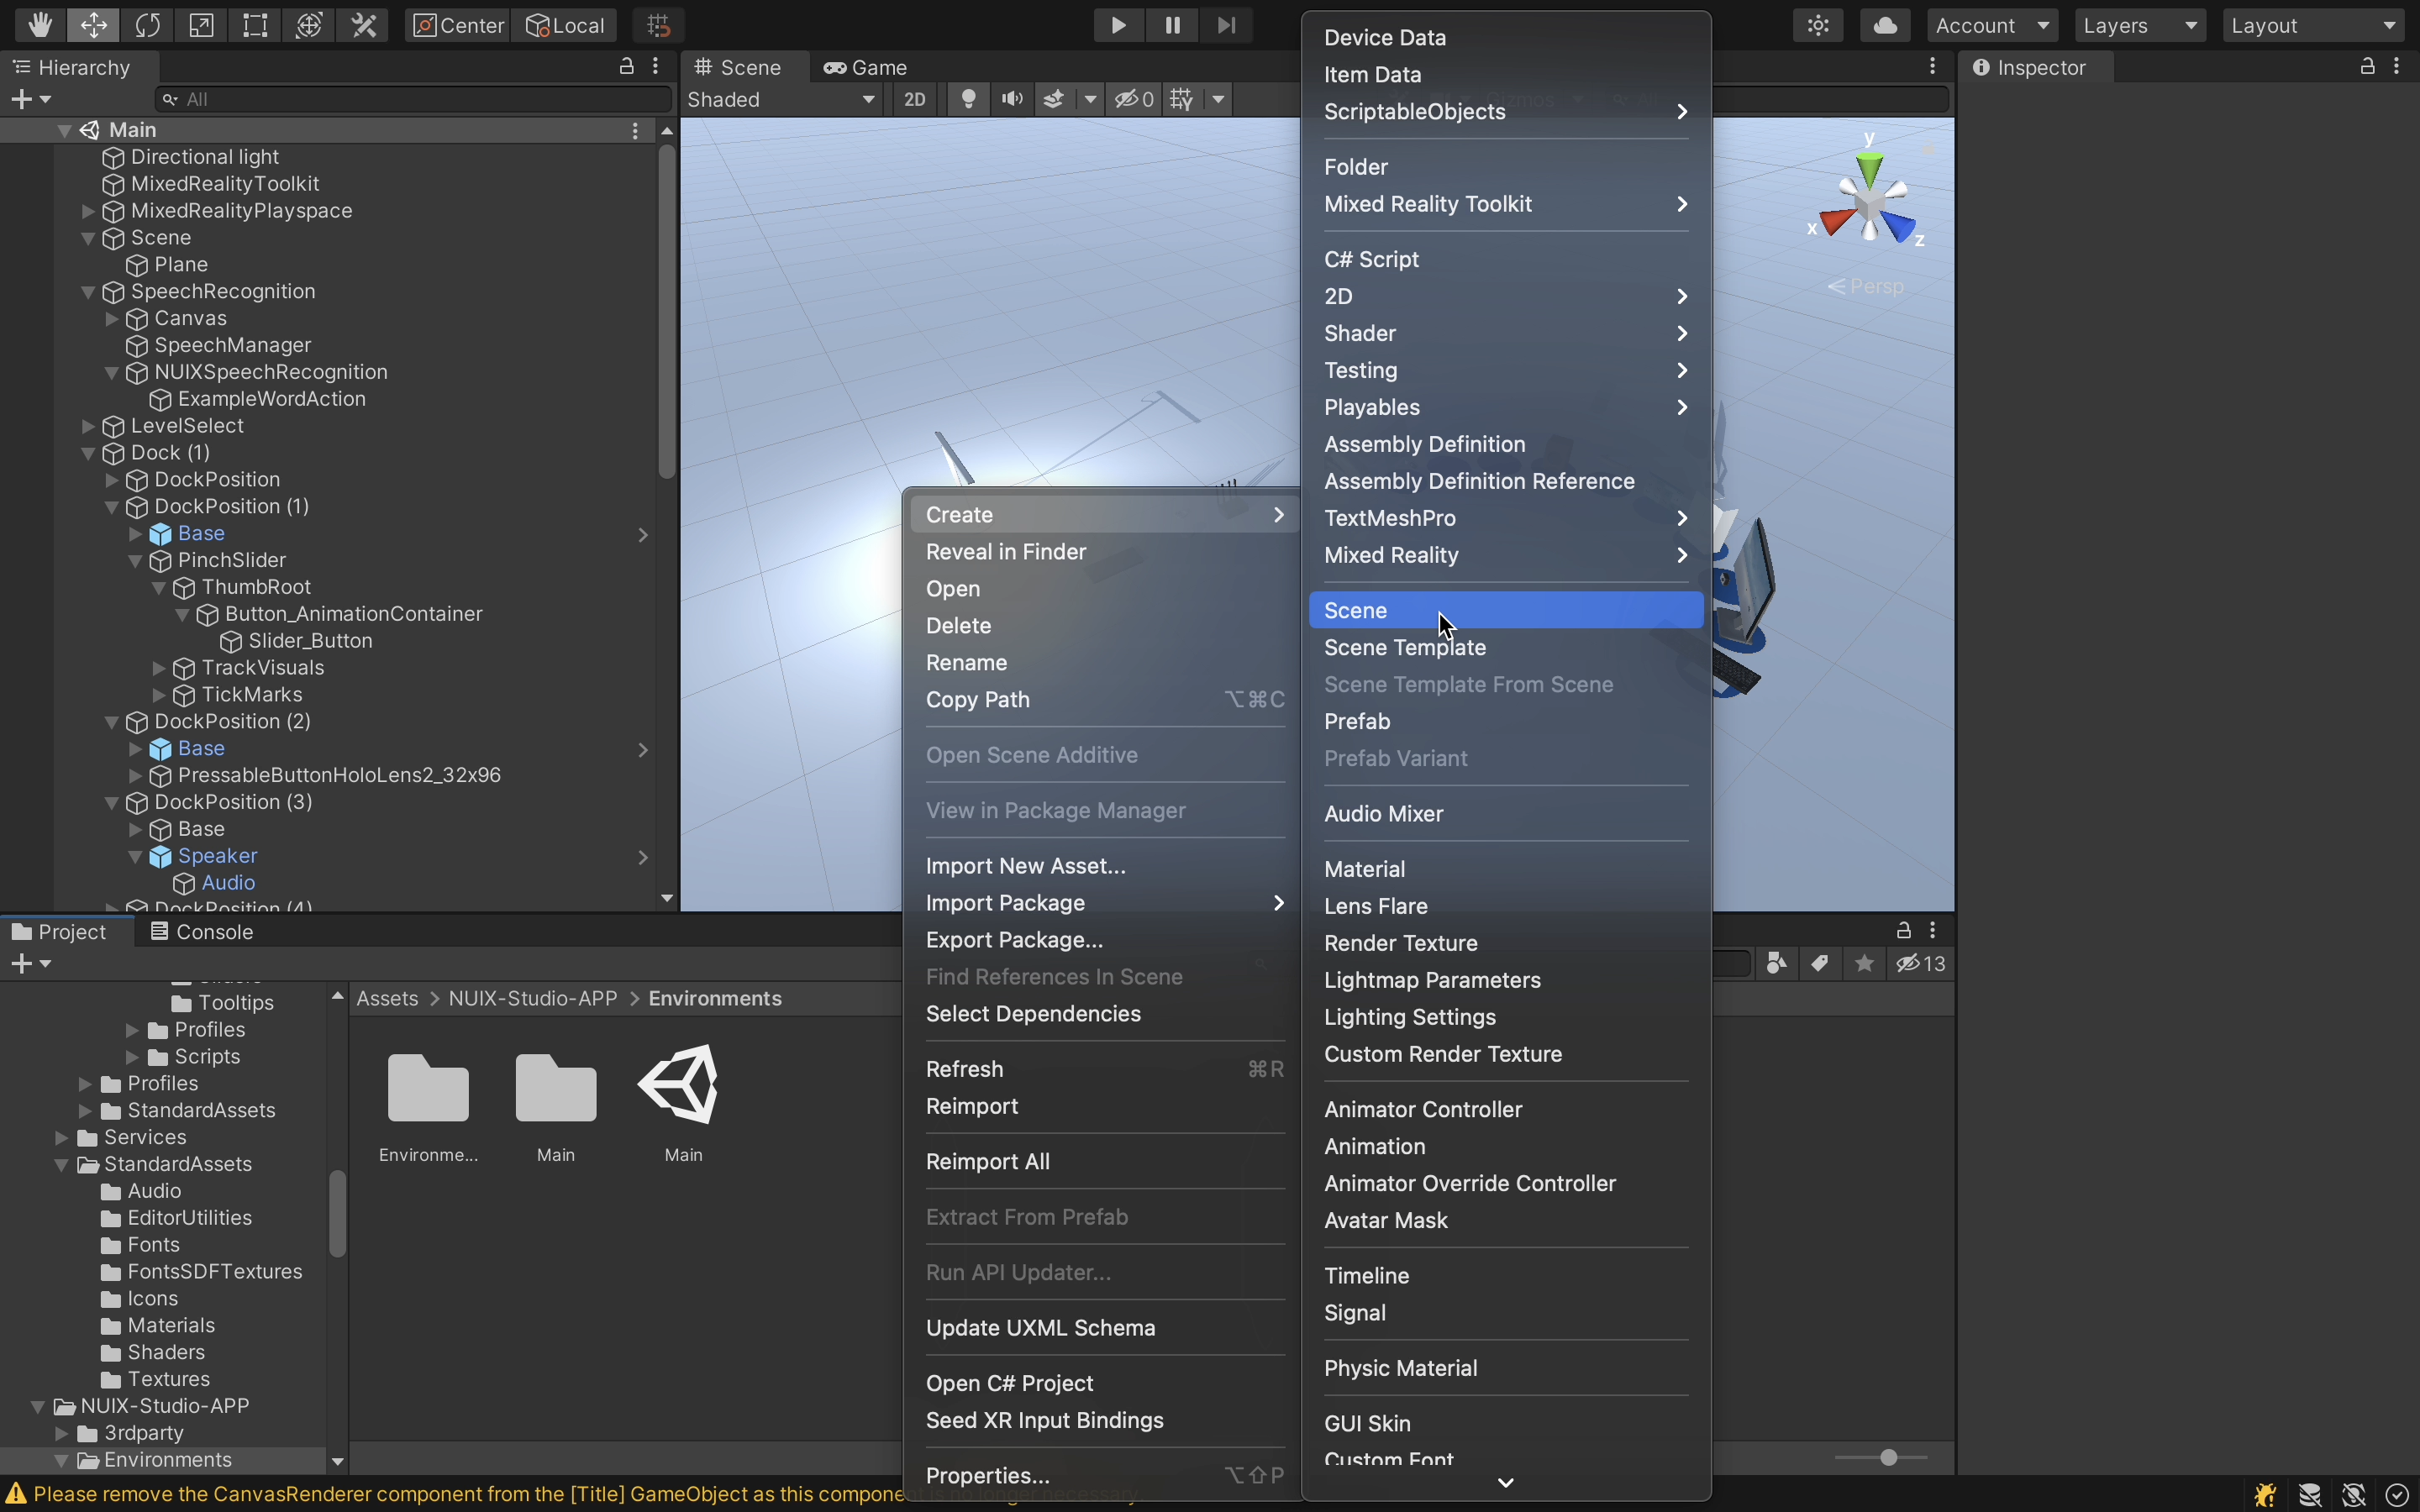 Center
Local
Account
Layers
Layout
Hierarchy
All
Main
Directional light
MixedRealityToolkit
MixedRealityPlayspace
Scene
Plane
SpeechRecognition
Canvas
SpeechManager
NUIXSpeechRecognition
ExampleWordAction
LevelSelect
Dock (1)
DockPosition
DockPosition (1)
Base
PinchSlider
ThumbRoot
Button_AnimationContainer
Slider_Button
TrackVisuals
TickMarks
DockPosition (2)
Base
PressableButtonHoloLens2_32x96
DockPosition (3)
Base
Speaker
Audio
DockPosition (4)
Scene
Game
Shaded
2D
0
Gizmos
All
y
x
z
Persp
Inspector
Create
Reveal in Finder
Open
Delete
Rename
Copy Path ⌥⌘C
Open Scene Additive
View in Package Manager
Import New Asset...
Import Package
Export Package...
Find References In Scene
Select Dependencies
Refresh ⌘R
Reimport
Reimport All
Extract From Prefab
Run API Updater...
Update UXML Schema
Open C# Project
Seed XR Input Bindings
Properties... ⌥⇧P
Device Data
Item Data
ScriptableObjects
Folder
Mixed Reality Toolkit
C# Script
2D
Shader
Testing
Playables
Assembly Definition
Assembly Definition Reference
TextMeshPro
Mixed Reality
Scene
Scene Template
Scene Template From Scene
Prefab
Prefab Variant
Audio Mixer
Material
Lens Flare
Render Texture
Lightmap Parameters
Lighting Settings
Custom Render Texture
Animator Controller
Animation
Animator Override Controller
Avatar Mask
Timeline
Signal
Physic Material
GUI Skin
Custom Font
Project
Console
13
Tooltips
Profiles
Scripts
Profiles
StandardAssets
Services
StandardAssets
Audio
EditorUtilities
Fonts
FontsSDFTextures
Icons
Materials
Shaders
Textures
NUIX-Studio-APP
3rdparty
Environments
Assets > NUIX-Studio-APP > Environments
Environme...
Main
Main
Please remove the CanvasRenderer component from the [Title] GameObject as this component is no longer necessary